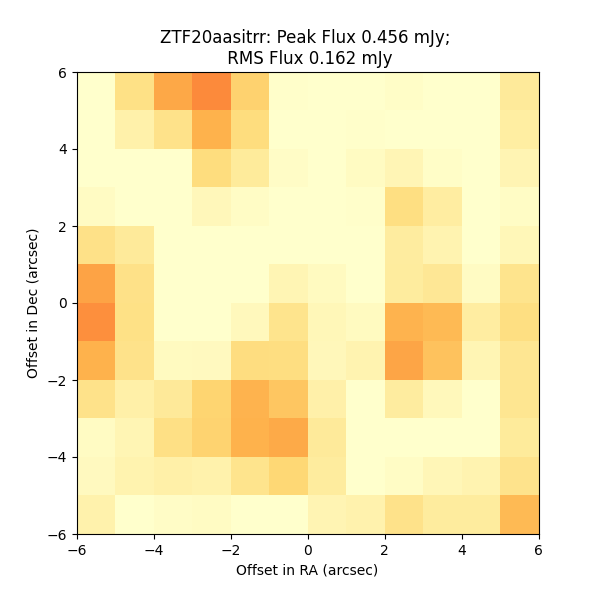 ZTF20aasitrr: Peak Flux 0.456 mJy;
RMS Flux 0.162 mJy
6
4
2
0
−2
−4
−6
Offset in Dec (arcsec)
−6 −4 −2 0 2 4 6
Offset in RA (arcsec)